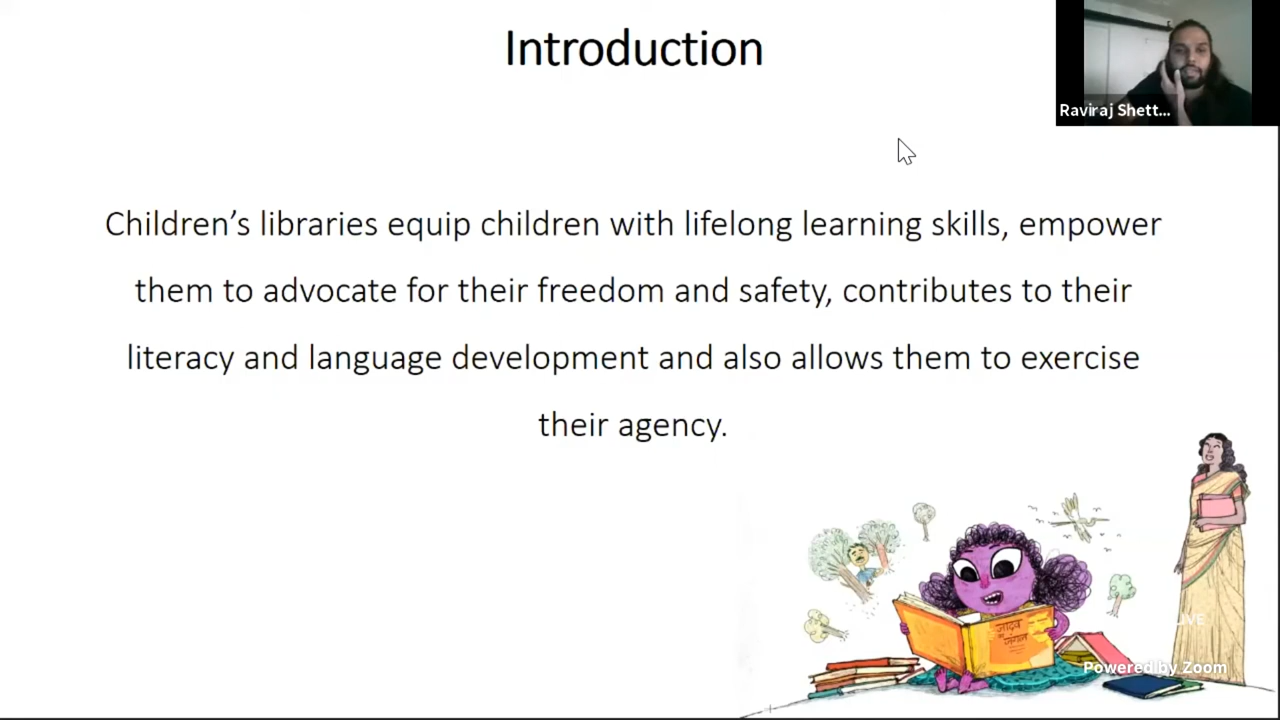 Introduction
Raviraj Shett...
Children’s libraries equip children with lifelong learning skills, empower
them to advocate for their freedom and safety, contributes to their
literacy and language development and also allows them to exercise
their agency.
LIVE
जादुई
जंगल
Powered by Zoom